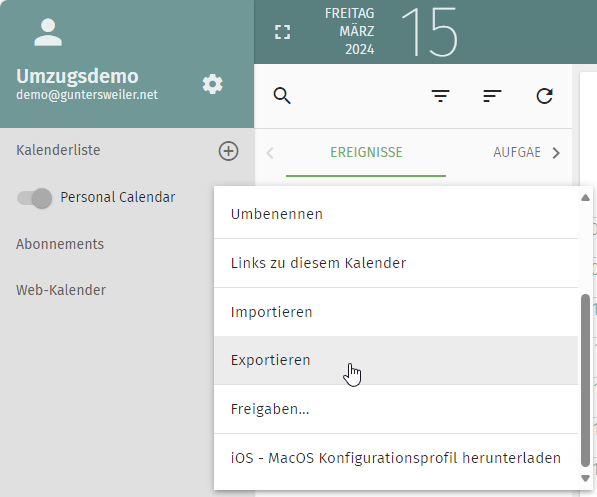 FREITAG
MÄRZ
2024
15
Umzugsdemo
demo@guntersweiler.net
Kalenderliste
EREIGNISSE
AUFGAE
Personal Calendar
Abonnements
Web-Kalender
Umbenennen
Links zu diesem Kalender
Importieren
Exportieren
Freigaben...
iOS - MacOS Konfigurationsprofil herunterladen